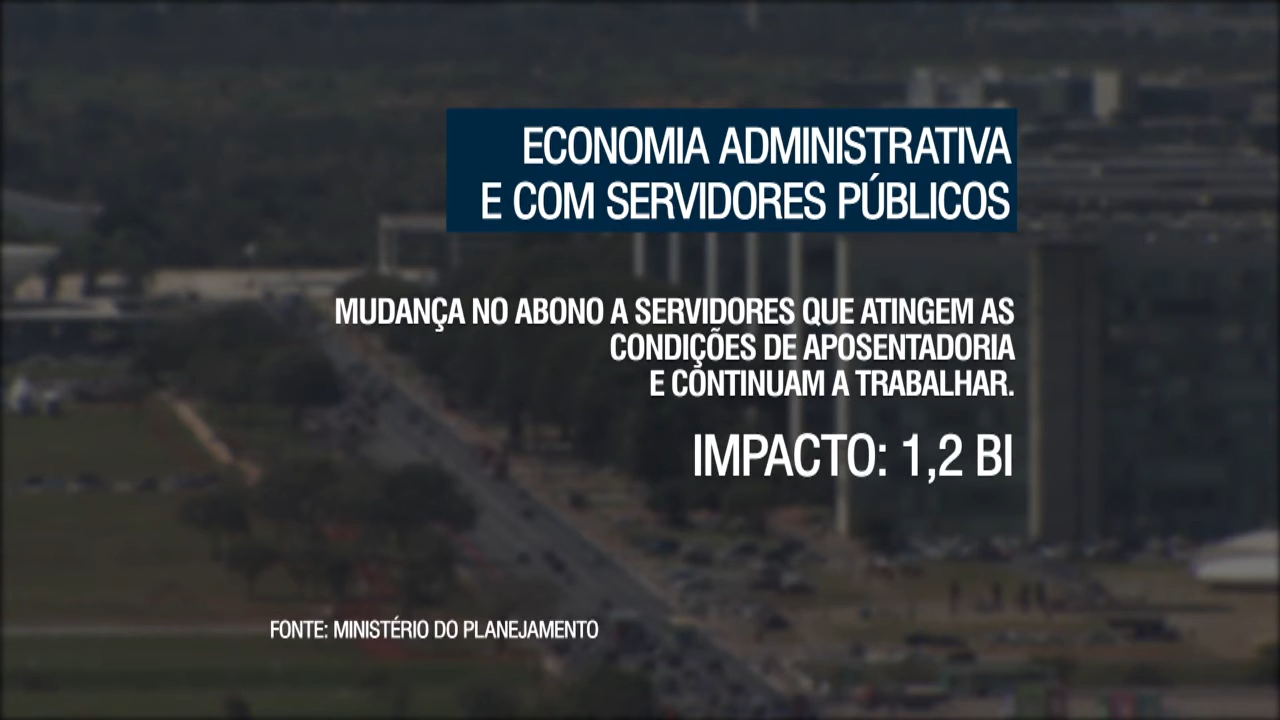 ECONOMIA ADMINISTRATIVA
E COM SERVIDORES PÚBLICOS
MUDANÇA NO ABONO A SERVIDORES QUE ATINGEM AS
CONDIÇÕES DE APOSENTADORIA
E CONTINUAM A TRABALHAR.
IMPACTO: 1,2 BI
FONTE: MINISTÉRIO DO PLANEJAMENTO